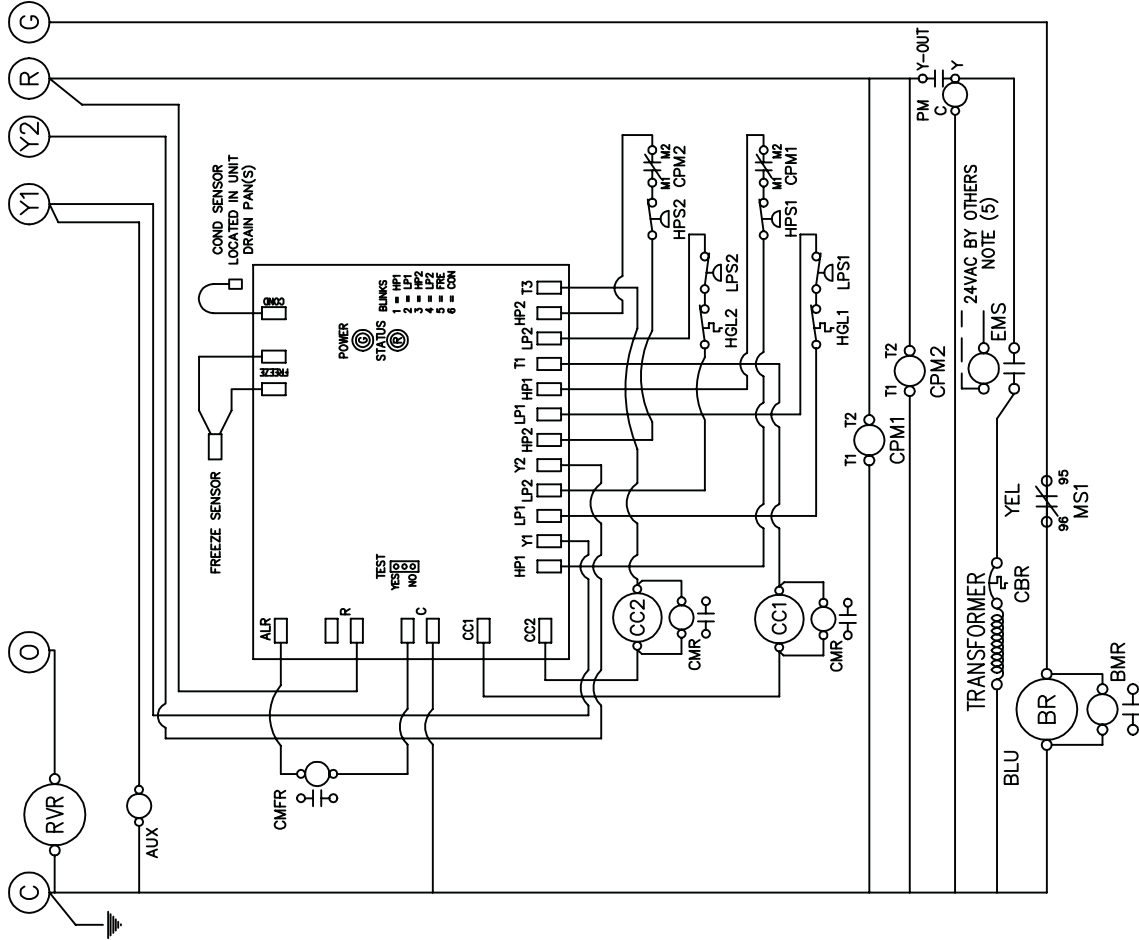 C
O
Y1
Y2
R
G
RVR
AUX
COND SENSOR
LOCATED IN UNIT
DRAIN PAN(S)
FREEZE SENSOR
COND
FREEZE
POWER
G
STATUS
R
BLINKS
1 = HP1
2 = LP1
3 = HP2
4 = LP2
5 = FRE
6 = CON
TEST
YES
NO
ALR
R
C
CC1
CC2
HP1
Y1
LP1
LP2
Y2
HP2
LP1
HP1
T1
LP2
HP2
T3
CMFR
CC2
CMR
HPS2
M1
M2
CPM2
HGL2
LPS2
CC1
CMR
HPS1
M1
M2
CPM1
HGL1
LPS1
T1
T2
CPM1
T1
T2
CPM2
PM
Y-OUT
C
Y
24VAC BY OTHERS
NOTE (5)
EMS
BLU
TRANSFORMER
CBR
YEL
BR
BMR
96
95
MS1